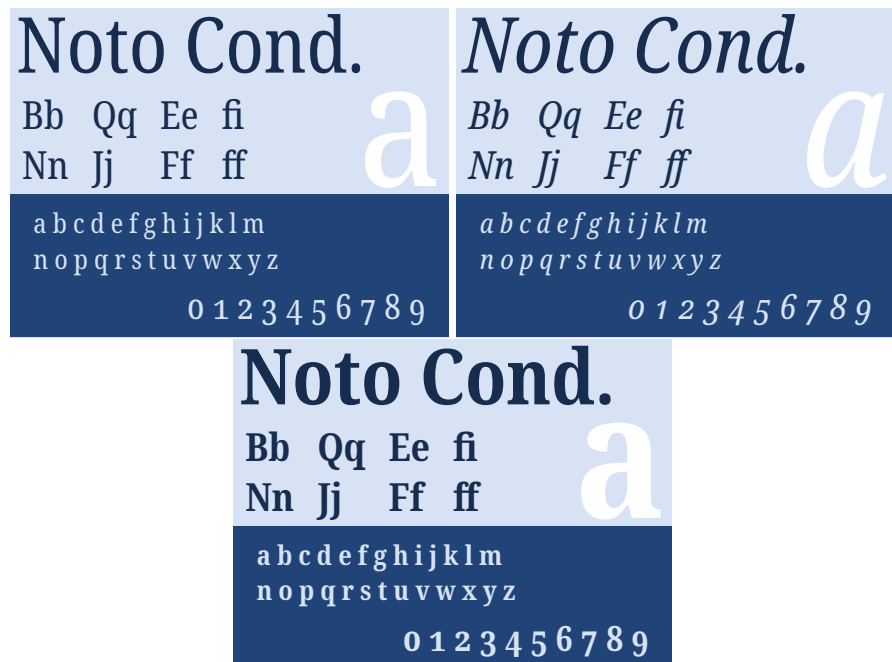 Noto Cond.
Bb Qq Ee fi
Nn Jj Ff ff
a
a b c d e f g h i j k l m
n o p q r s t u v w x y z
0 1 2 3 4 5 6 7 8 9
Noto Cond.
Bb Qq Ee fi
Nn Jj Ff ff
a
a b c d e f g h i j k l m
n o p q r s t u v w x y z
0 1 2 3 4 5 6 7 8 9
Noto Cond.
Bb Qq Ee fi
Nn Jj Ff ff
a
a b c d e f g h i j k l m
n o p q r s t u v w x y z
0 1 2 3 4 5 6 7 8 9